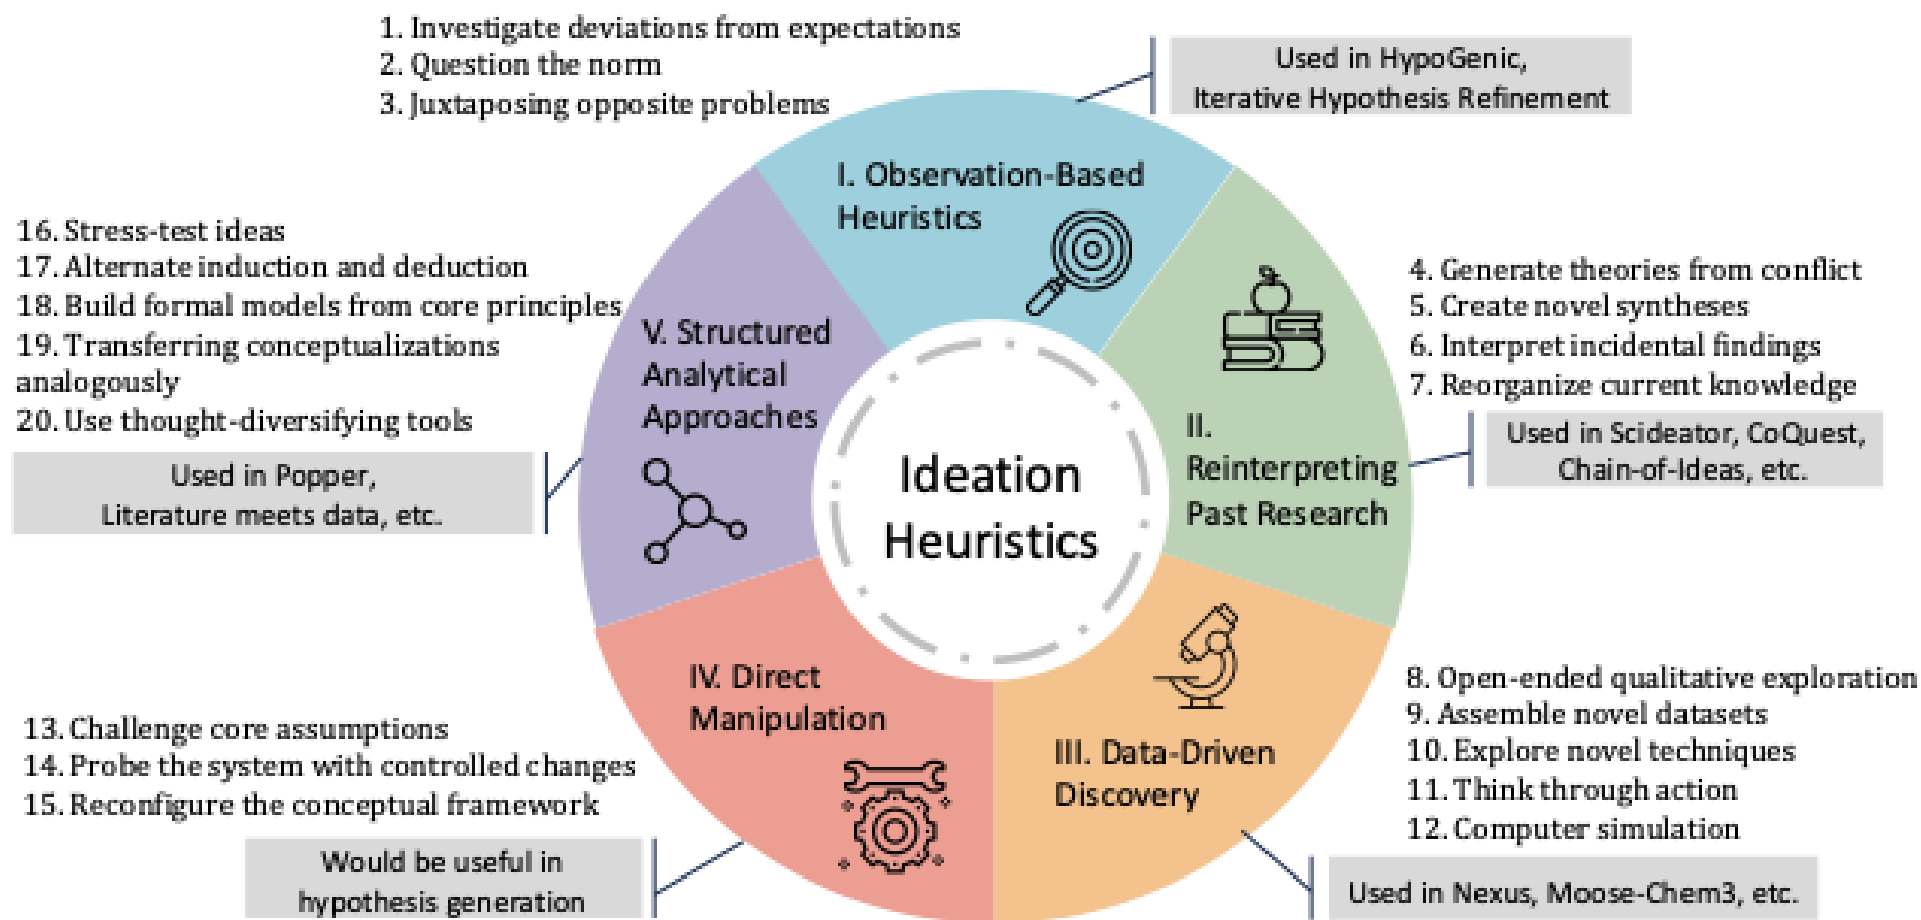 1. Investigate deviations from expectations
2. Question the norm
3. Juxtaposing opposite problems
Used in HypoGenic,
Iterative Hypothesis Refinement
I. Observation-Based
Heuristics
4. Generate theories from conflict
5. Create novel syntheses
6. Interpret incidental findings
7. Reorganize current knowledge
Used in Scideator, CoQuest,
Chain-of-Ideas, etc.
II.
Reinterpreting
Past Research
8. Open-ended qualitative exploration
9. Assemble novel datasets
10. Explore novel techniques
11. Think through action
12. Computer simulation
Used in Nexus, Moose-Chem3, etc.
III. Data-Driven
Discovery
13. Challenge core assumptions
14. Probe the system with controlled changes
15. Reconfigure the conceptual framework
Would be useful in
hypothesis generation
IV. Direct
Manipulation
16. Stress-test ideas
17. Alternate induction and deduction
18. Build formal models from core principles
19. Transferring conceptualizations
analogously
20. Use thought-diversifying tools
Used in Popper,
Literature meets data, etc.
V. Structured
Analytical
Approaches
Ideation
Heuristics